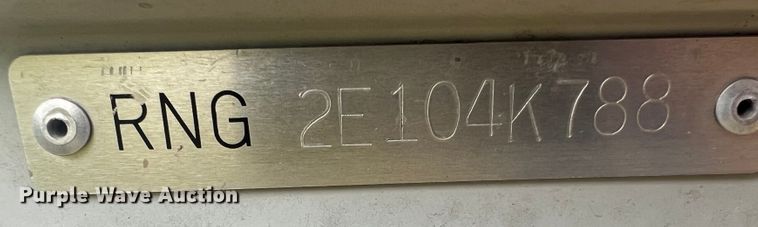 RNG 2E104K788
Purple Wave Auction